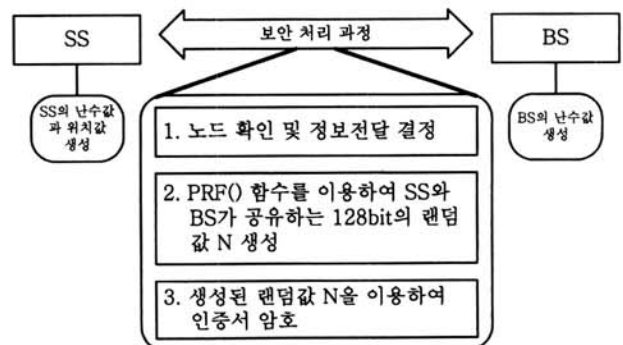 SS
보안 처리 과정
BS
SS의 난수값
과 위치값
생성
BS의 난수값
생성
1. 노드 확인 및 정보전달 결정
2. PRF() 함수를 이용하여 SS와
BS가 공유하는 128bit의 랜덤
값 N 생성
3. 생성된 랜덤값 N을 이용하여
인증서 암호